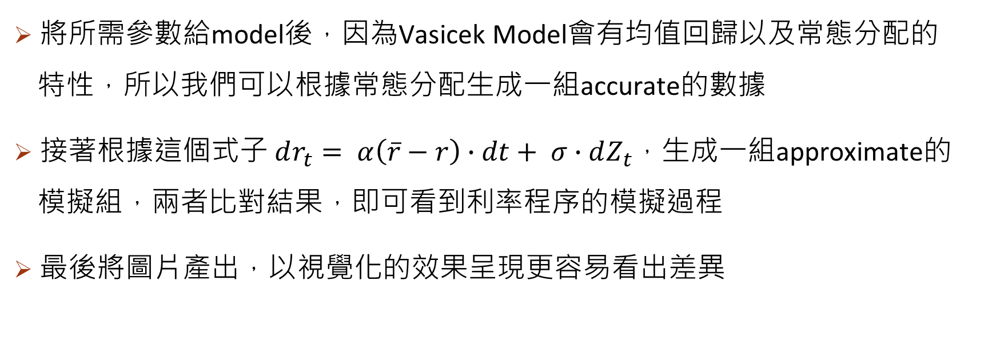 ➢ 將所需參數給model後，因為Vasicek Model會有均值回歸以及常態分配的
特性，所以我們可以根據常態分配生成一組accurate的數據
➢ 接著根據這個式子 𝑑𝑟ₜ = 𝛼(𝑟̄ − 𝑟) · 𝑑𝑡 + 𝜎 · 𝑑𝑍ₜ，生成一組approximate的
模擬組，兩者比對結果，即可看到利率程序的模擬過程
➢ 最後將圖片產出，以視覺化的效果呈現更容易看出差異